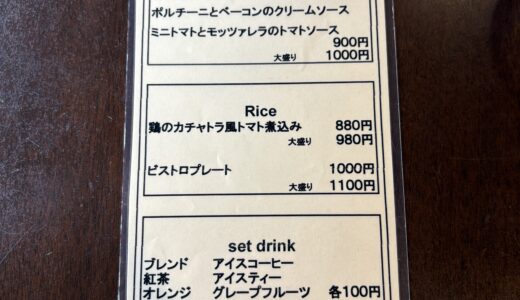 ポルチーニとベーコンのクリームソース
ミニトマトとモッツァレラのトマトソース
900円
大盛り 1000円
Rice
鶏のカチャトラ風トマト煮込み 880円
大盛り 980円
ビストロプレート 1000円
大盛り 1100円
set drink
ブレンド アイスコーヒー
紅茶 アイスティー
オレンジ グレープフルーツ 各100円